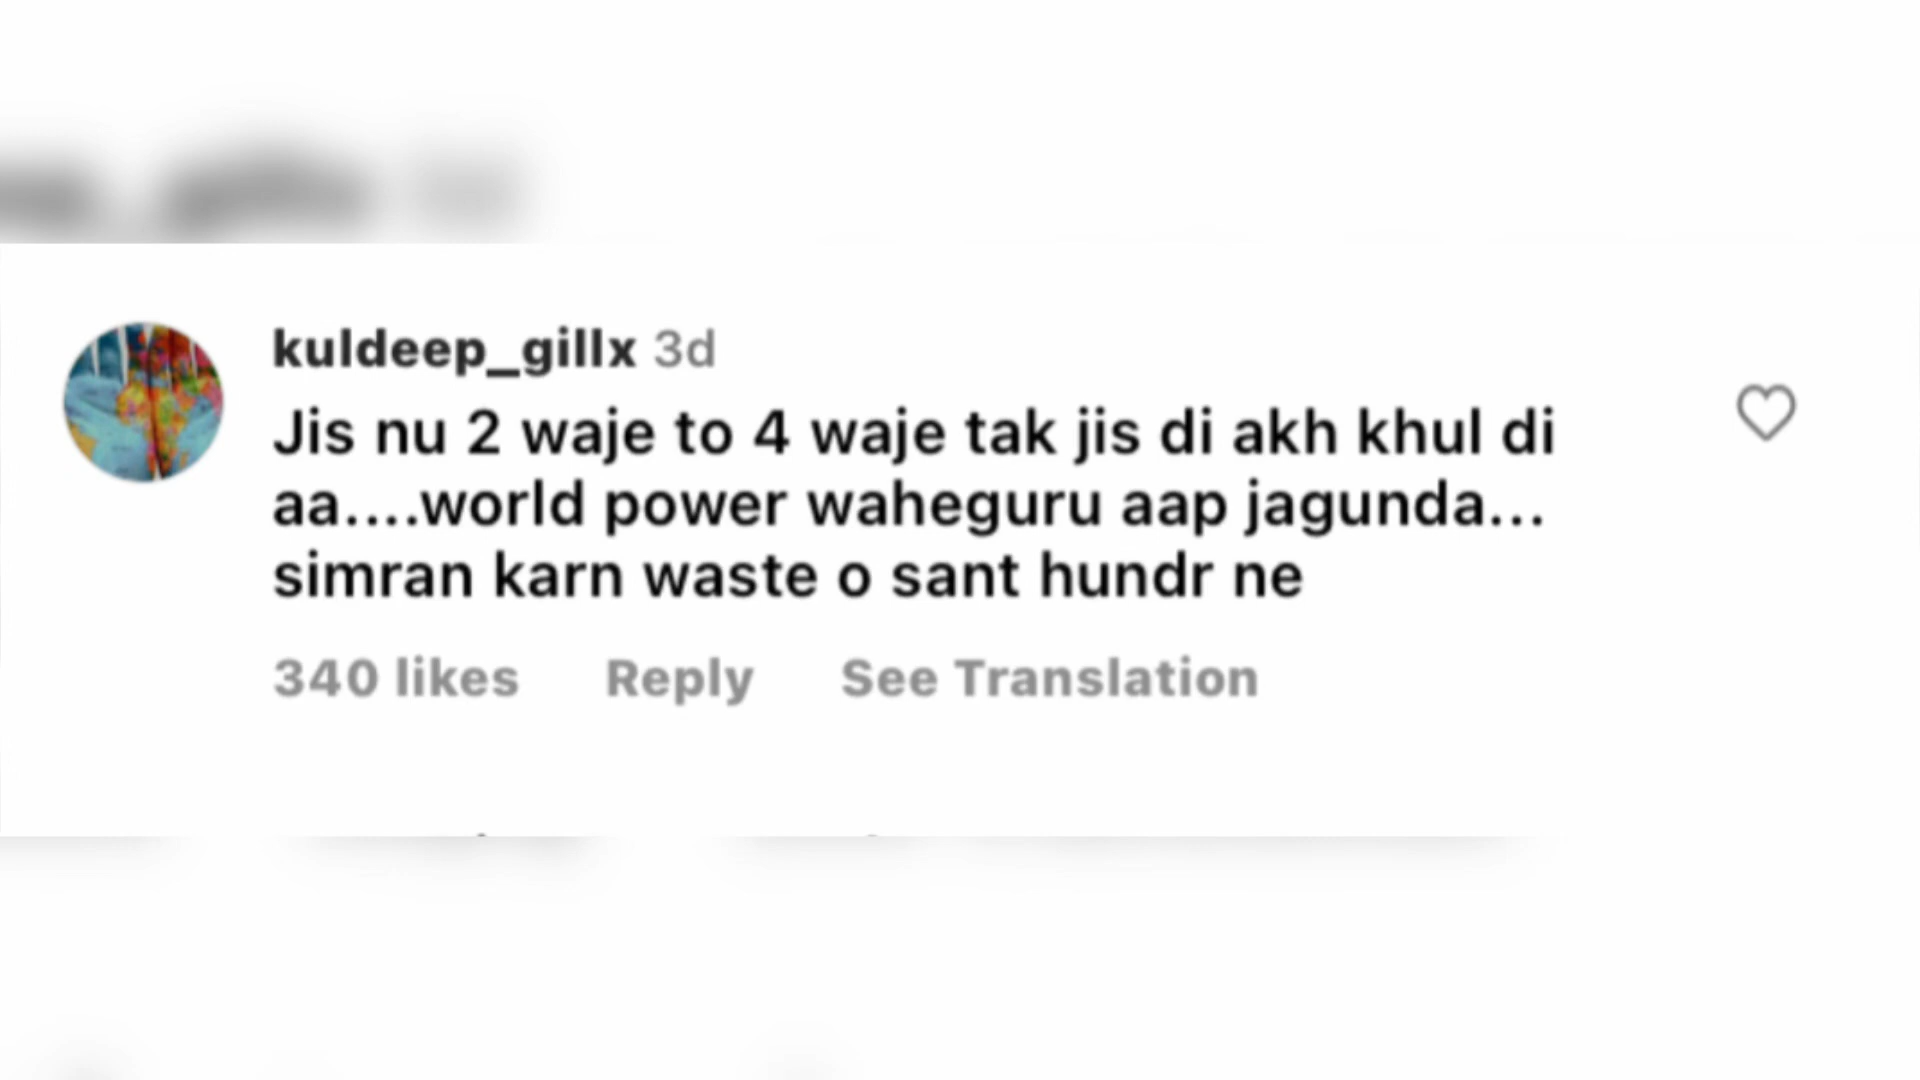 kuldeep_gillx 3d
Jis nu 2 waje to 4 waje tak jis di akh khul di
aa....world power waheguru aap jagunda...
simran karn waste o sant hundr ne
340 likes Reply See Translation